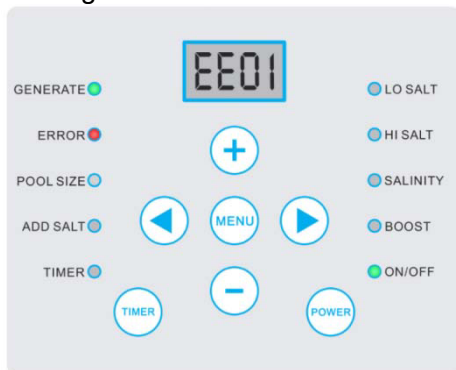 EE01
GENERATE
LO SALT
ERROR
HI SALT
POOL SIZE
SALINITY
ADD SALT
MENU
BOOST
TIMER
ON/OFF
TIMER
POWER